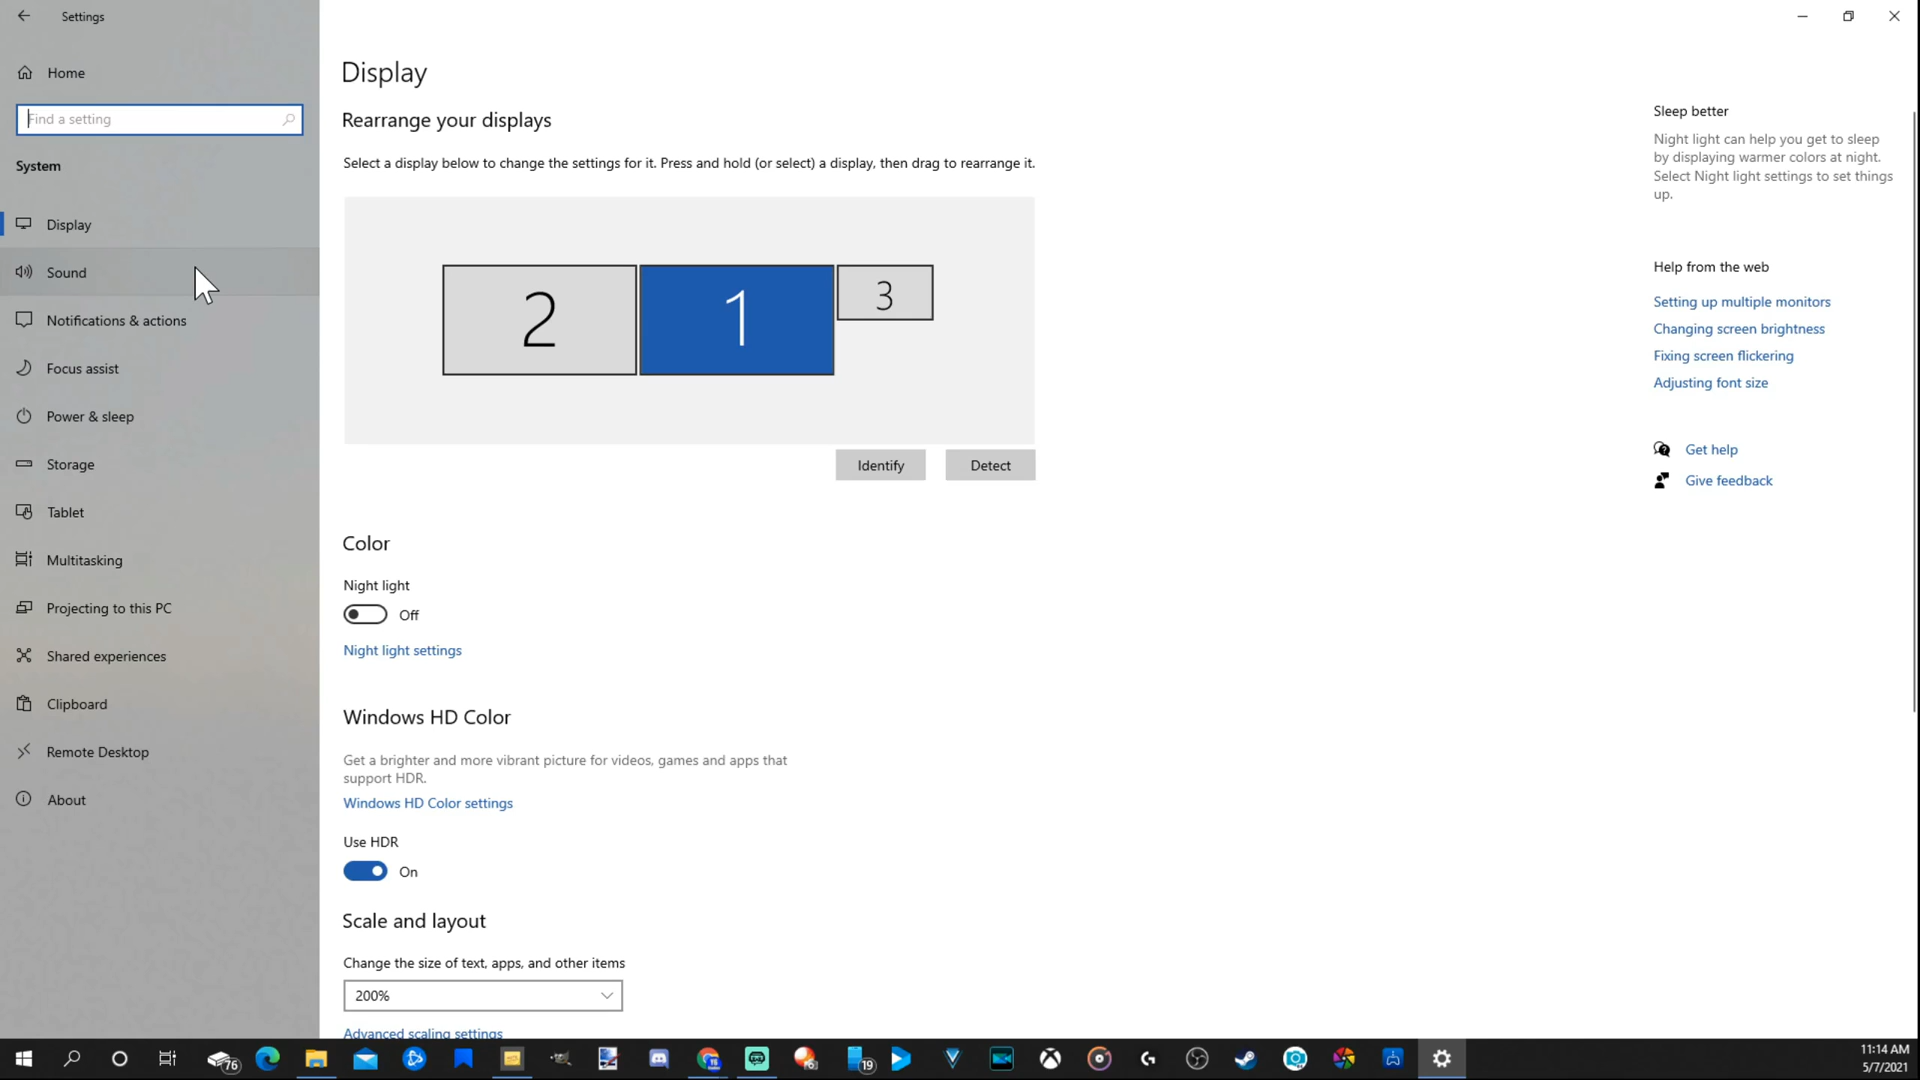 Settings
Home
Find a setting
System
Display
Sound
Notifications & actions
Focus assist
Power & sleep
Storage
Tablet
Multitasking
Projecting to this PC
Shared experiences
Clipboard
Remote Desktop
About
Display
Rearrange your displays
Select a display below to change the settings for it. Press and hold (or select) a display, then drag to rearrange it.
2
1
3
Identify
Detect
Color
Night light
Off
Night light settings
Windows HD Color
Get a brighter and more vibrant picture for videos, games and apps that
support HDR.
Windows HD Color settings
Use HDR
On
Scale and layout
Change the size of text, apps, and other items
200%
Advanced scaling settings
Sleep better
Night light can help you get to sleep
by displaying warmer colors at night.
Select Night light settings to set things
up.
Help from the web
Setting up multiple monitors
Changing screen brightness
Fixing screen flickering
Adjusting font size
Get help
Give feedback
76
19
11:14 AM
5/7/2021